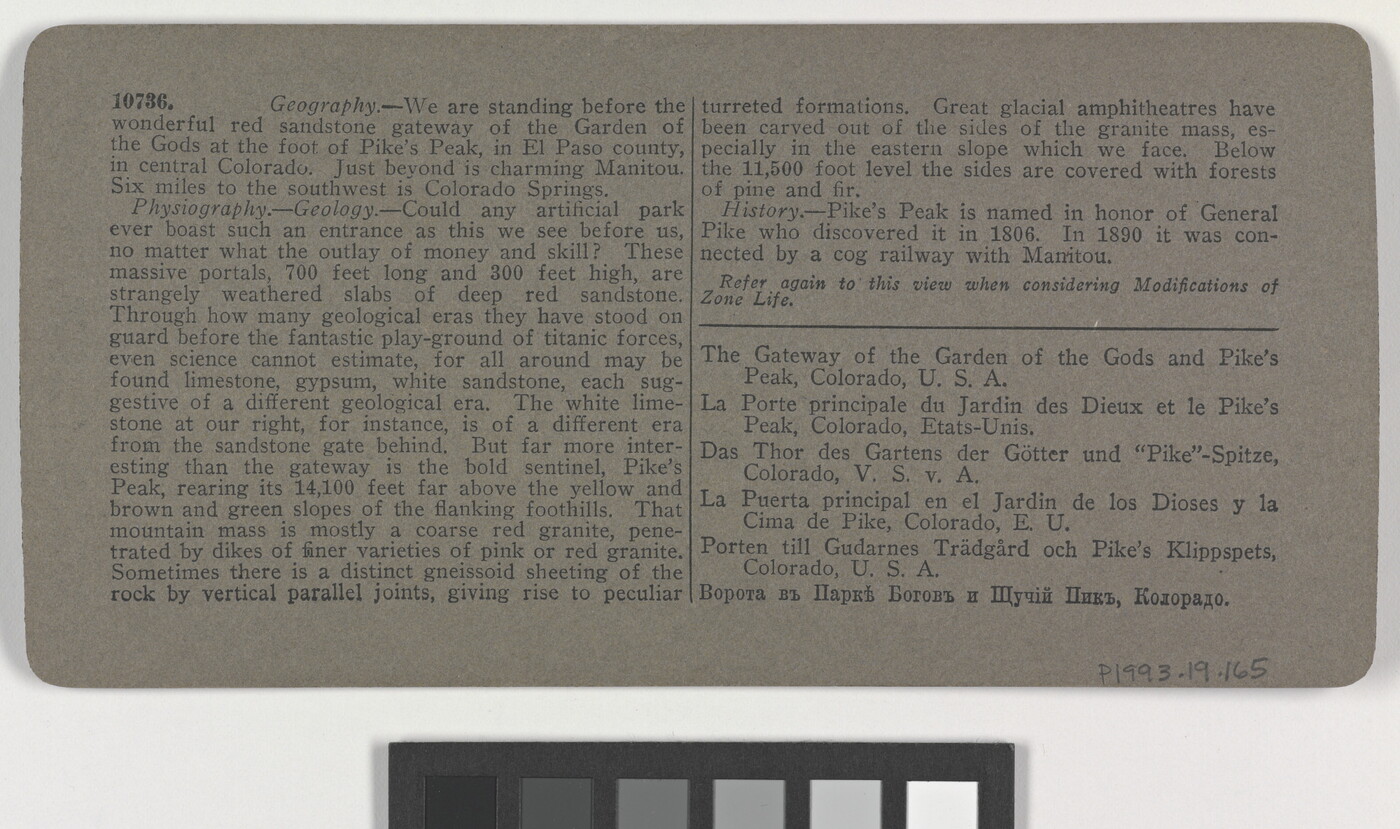 10736. Geography.—We are standing before the
wonderful red sandstone gateway of the Garden of
the Gods at the foot of Pike's Peak, in El Paso county,
in central Colorado. Just beyond is charming Manitou.
Six miles to the southwest is Colorado Springs.
Physiography.—Geology.—Could any artificial park
ever boast such an entrance as this we see before us,
no matter what the outlay of money and skill? These
massive portals, 700 feet long and 300 feet high, are
strangely weathered slabs of deep red sandstone.
Through how many geological eras they have stood on
guard before the fantastic play-ground of titanic forces,
even science cannot estimate, for all around may be
found limestone, gypsum, white sandstone, each sug-
gestive of a different geological era. The white lime-
stone at our right, for instance, is of a different era
from the sandstone gate behind. But far more inter-
esting than the gateway is the bold sentinel, Pike's
Peak, rearing its 14,100 feet far above the yellow and
brown and green slopes of the flanking foothills. That
mountain mass is mostly a coarse red granite, pene-
trated by dikes of finer varieties of pink or red granite.
Sometimes there is a distinct gneissoid sheeting of the
rock by vertical parallel joints, giving rise to peculiar
turreted formations. Great glacial amphitheatres have
been carved out of the sides of the granite mass, es-
pecially in the eastern slope which we face. Below
the 11,500 foot level the sides are covered with forests
of pine and fir.
History.—Pike's Peak is named in honor of General
Pike who discovered it in 1806. In 1890 it was con-
nected by a cog railway with Manitou.
Refer again to this view when considering Modifications of
Zone Life.
The Gateway of the Garden of the Gods and Pike's
Peak, Colorado, U. S. A.
La Porte principale du Jardin des Dieux et le Pike's
Peak, Colorado, Etats-Unis.
Das Thor des Gartens der Götter und “Pike”-Spitze,
Colorado, V. S. v. A.
La Puerta principal en el Jardin de los Dioses y la
Cima de Pike, Colorado, E. U.
Porten till Gudarnes Trädgård och Pike's Klippspets,
Colorado, U. S. A.
Ворота въ Паркѣ Боговъ и Щучій Пикъ, Колорадо.
P1993.19.165